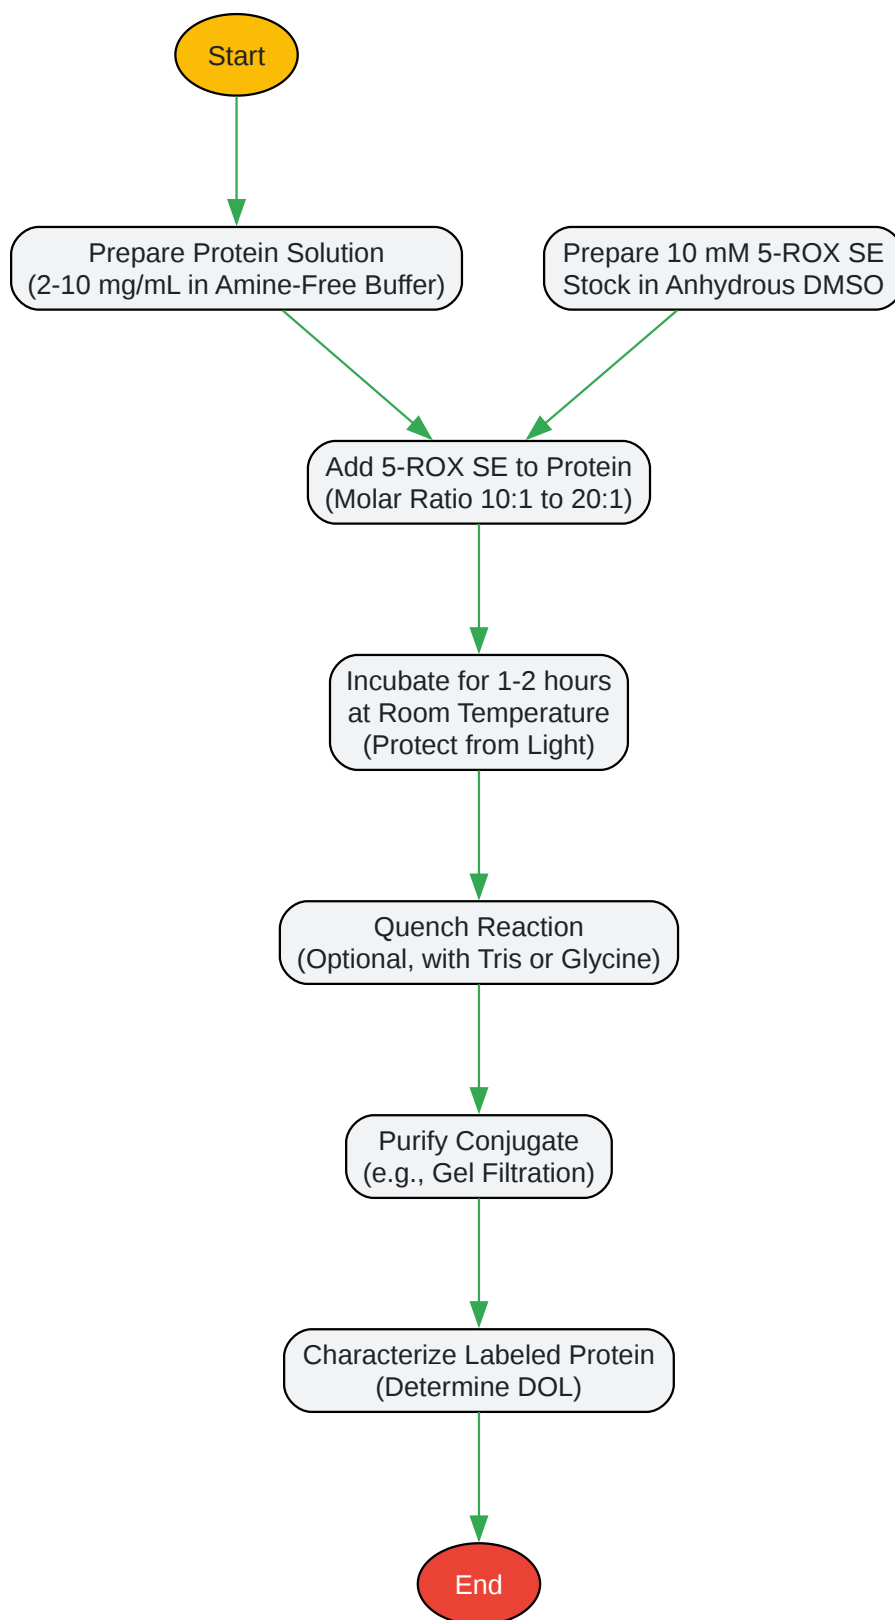 Start
Prepare Protein Solution
(2-10 mg/mL in Amine-Free Buffer)
Prepare 10 mM 5-ROX SE
Stock in Anhydrous DMSO
Add 5-ROX SE to Protein
(Molar Ratio 10:1 to 20:1)
Incubate for 1-2 hours
at Room Temperature
(Protect from Light)
Quench Reaction
(Optional, with Tris or Glycine)
Purify Conjugate
(e.g., Gel Filtration)
Characterize Labeled Protein
(Determine DOL)
End